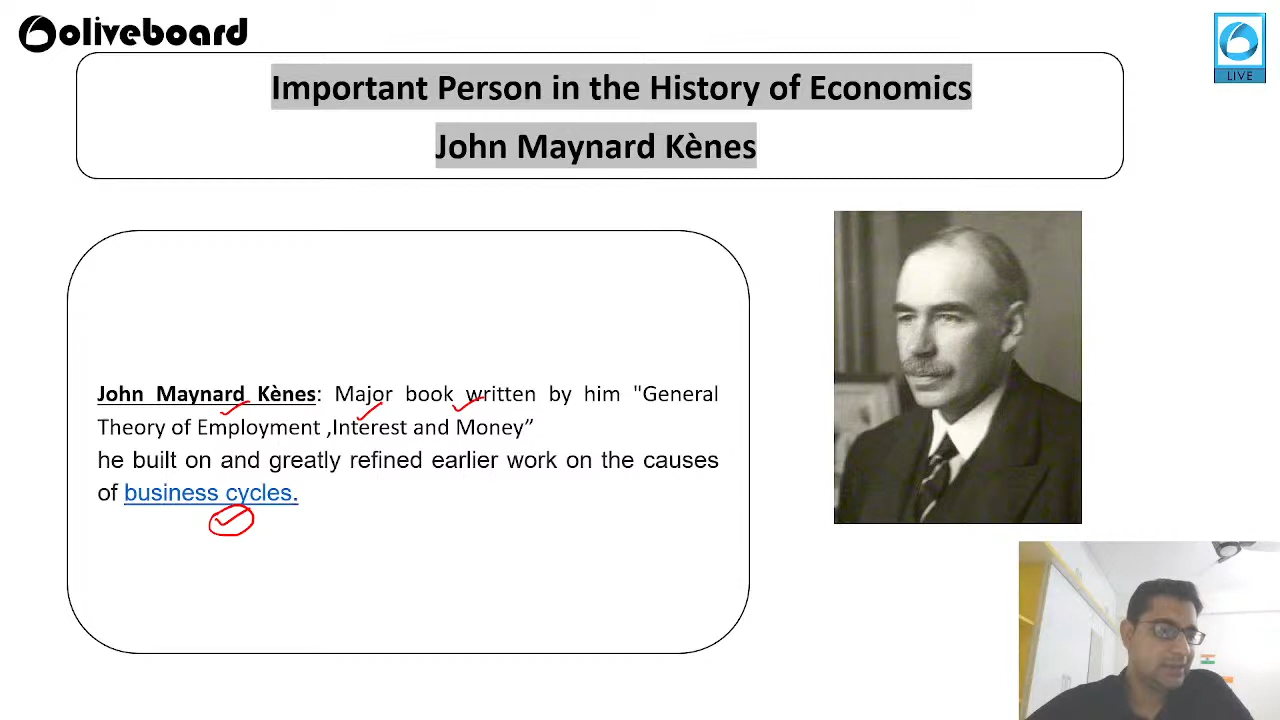 oliveboard
LIVE
Important Person in the History of Economics
John Maynard Kènes
John Maynard Kènes: Major book written by him "General
Theory of Employment ,Interest and Money”
he built on and greatly refined earlier work on the causes
of business cycles.